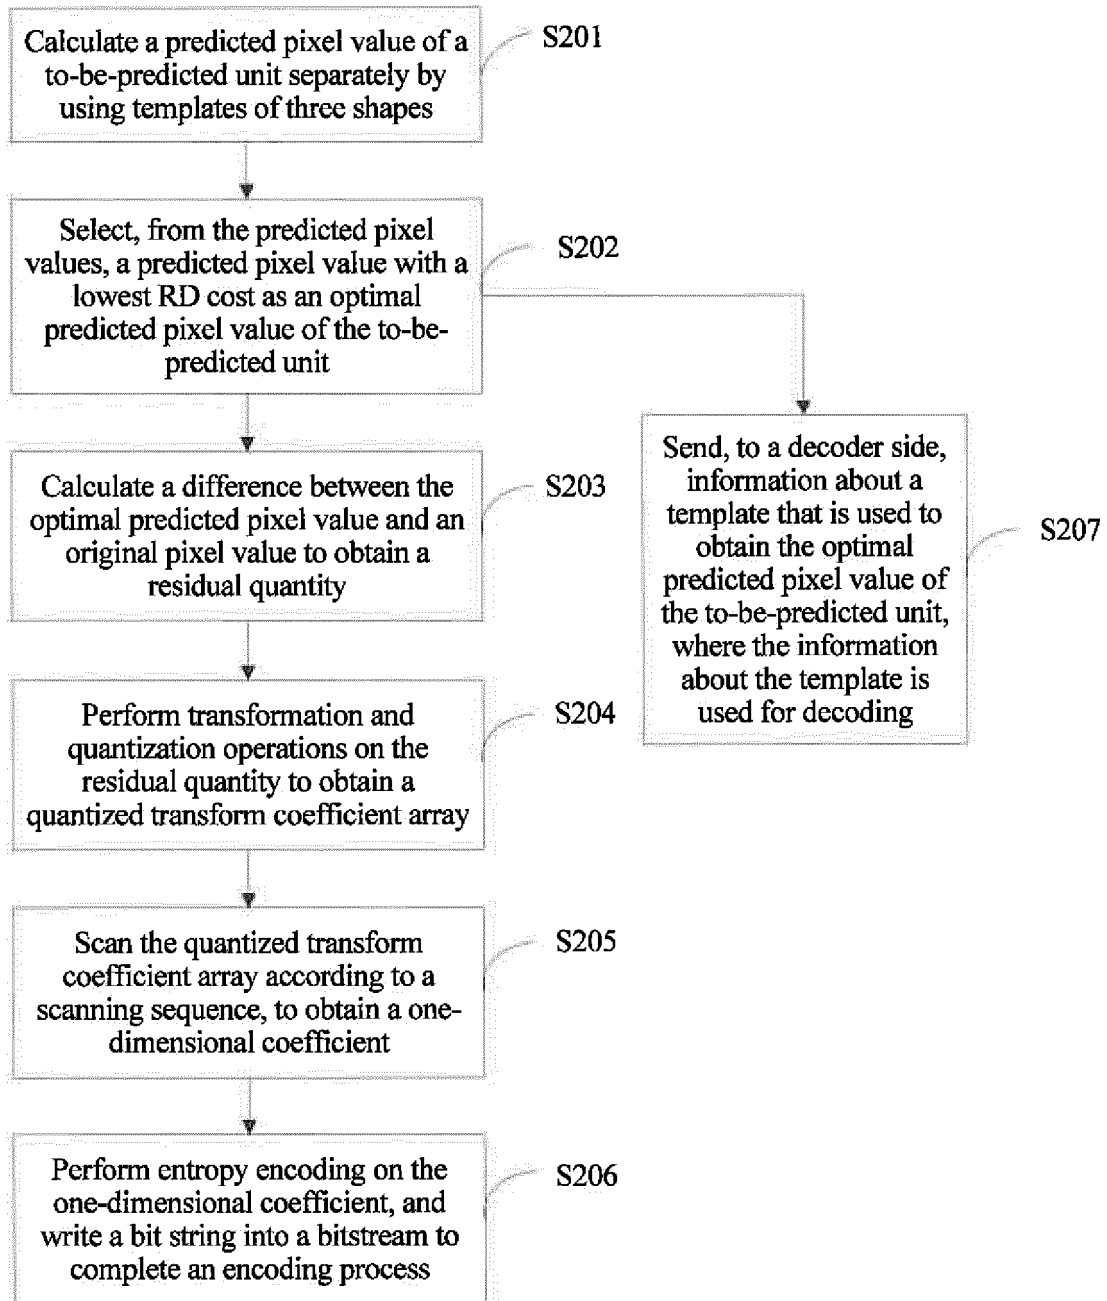 Calculate a predicted pixel value of a
to-be-predicted unit separately by
using templates of three shapes
S201
Select, from the predicted pixel
values, a predicted pixel value with a
lowest RD cost as an optimal
predicted pixel value of the to-be-
predicted unit
S202
Calculate a difference between the
optimal predicted pixel value and an
original pixel value to obtain a
residual quantity
S203
Send, to a decoder side,
information about a
template that is used to
obtain the optimal
predicted pixel value of
the to-be-predicted unit,
where the information
about the template is
used for decoding
S207
Perform transformation and
quantization operations on the
residual quantity to obtain a
quantized transform coefficient array
S204
Scan the quantized transform
coefficient array according to a
scanning sequence, to obtain a one-
dimensional coefficient
S205
Perform entropy encoding on the
one-dimensional coefficient, and
write a bit string into a bitstream to
complete an encoding process
S206